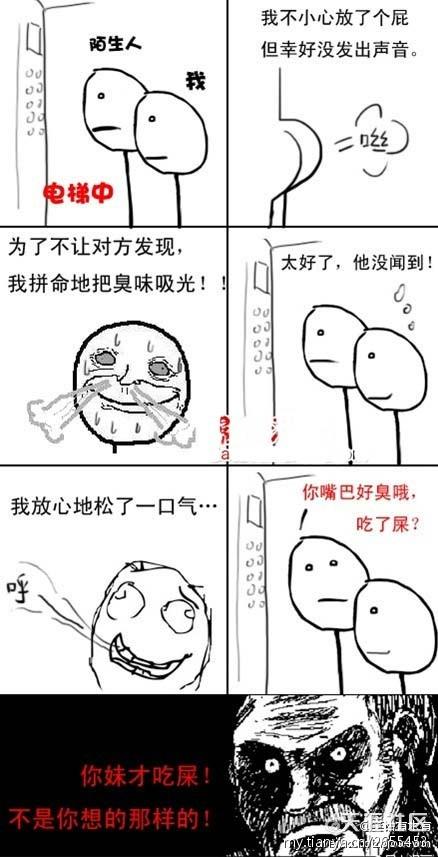 陌生人
我
电梯中
我不小心放了个屁
但幸好没发出声音。
咝
为了不让对方发现，
我拼命地把臭味吸光！！
太好了，他没闻到！
我放心地松了一口气…
呼
你嘴巴好臭哦，
吃了屎？
你妹才吃屎！
不是你想的那样的！
天涯社区